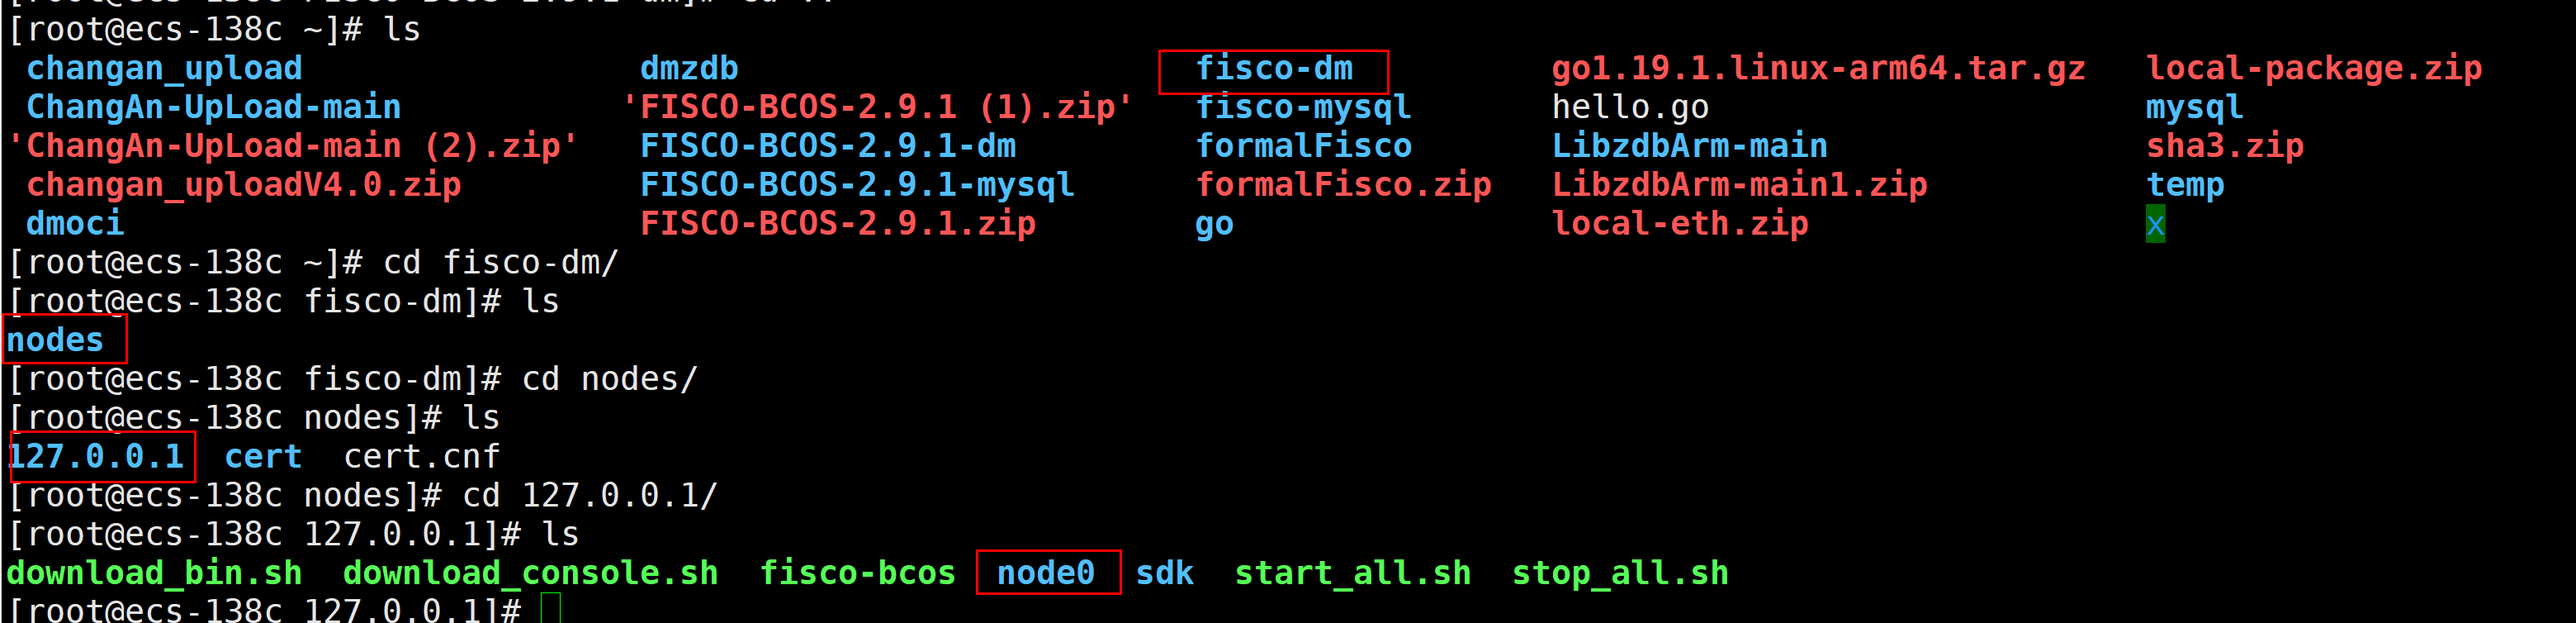 [root@ecs-138c ~]# ls
changan_upload dmzdb fisco-dm go1.19.1.linux-arm64.tar.gz local-package.zip
ChangAn-UpLoad-main 'FISCO-BCOS-2.9.1 (1).zip' fisco-mysql hello.go mysql
'ChangAn-UpLoad-main (2).zip' FISCO-BCOS-2.9.1-dm formalFisco LibzdbArm-main sha3.zip
changan_uploadV4.0.zip FISCO-BCOS-2.9.1-mysql formalFisco.zip LibzdbArm-main1.zip temp
dmoci FISCO-BCOS-2.9.1.zip go local-eth.zip x
[root@ecs-138c ~]# cd fisco-dm/
[root@ecs-138c fisco-dm]# ls
nodes
[root@ecs-138c fisco-dm]# cd nodes/
[root@ecs-138c nodes]# ls
127.0.0.1 cert cert.cnf
[root@ecs-138c nodes]# cd 127.0.0.1/
[root@ecs-138c 127.0.0.1]# ls
download_bin.sh download_console.sh fisco-bcos node0 sdk start_all.sh stop_all.sh
[root@ecs-138c 127.0.0.1]#